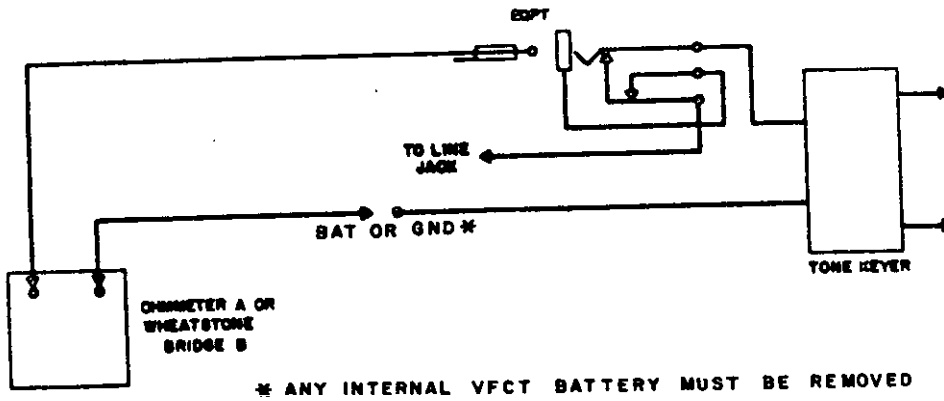 EQPT
TO LINE
JACK
BAT OR GND*
TONE KEYER
OHMMETER A OR
WHEATSTONE
BRIDGE B
* ANY INTERNAL VFCT BATTERY MUST BE REMOVED